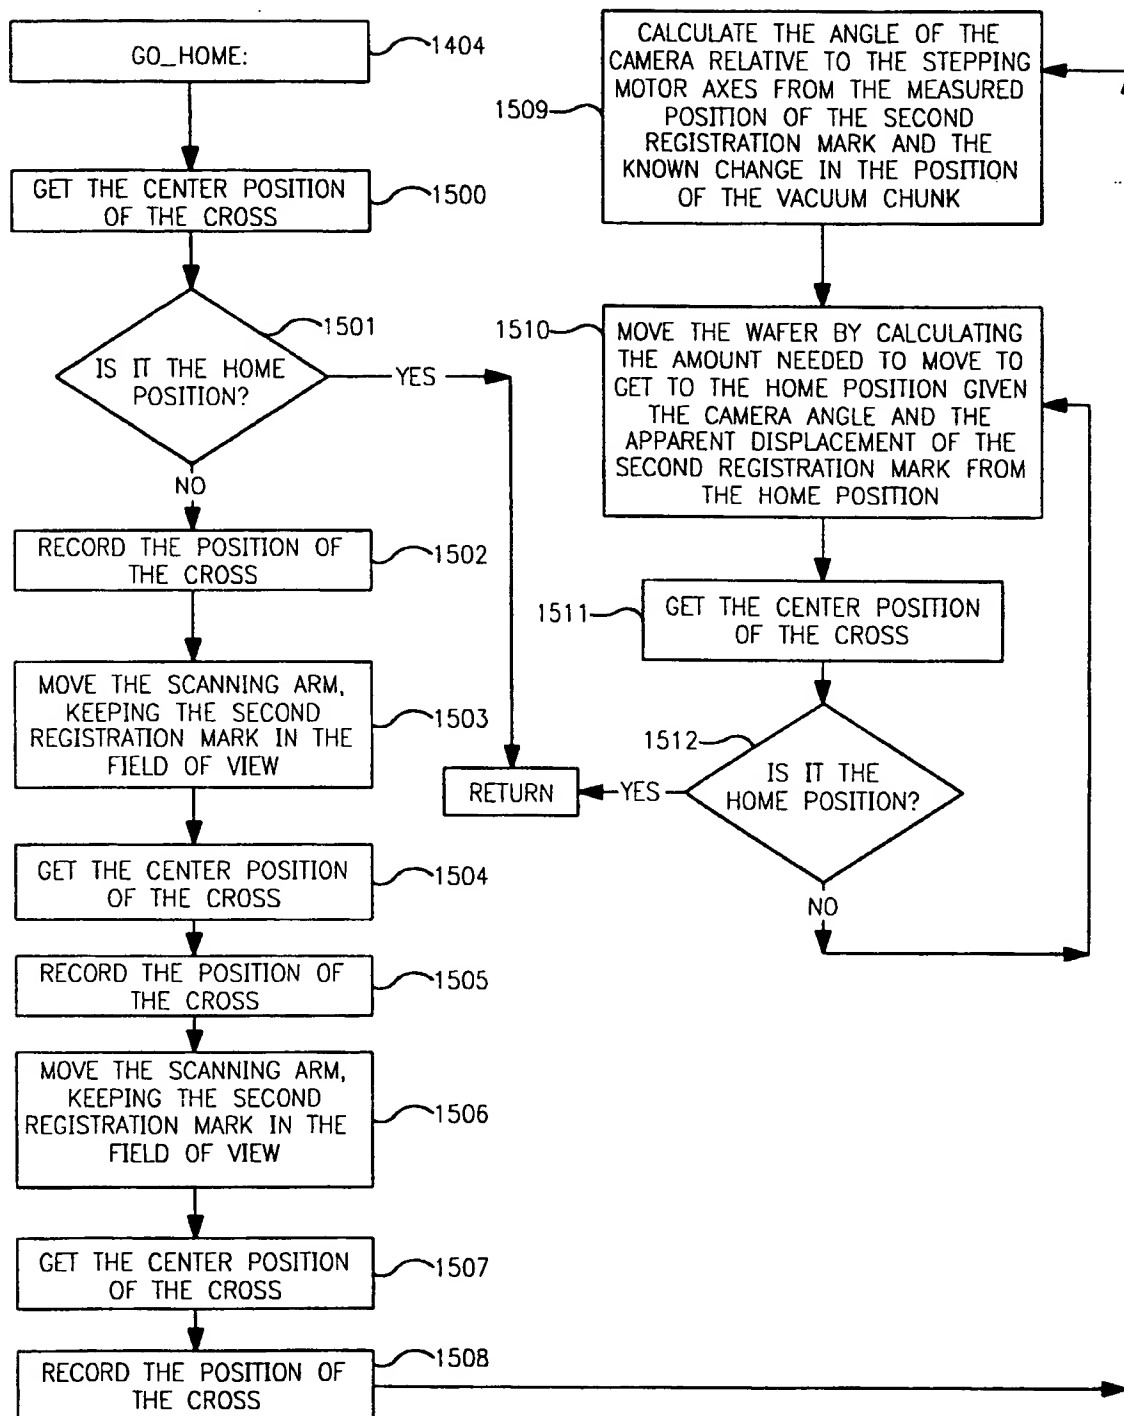 GO_HOME:
1404
GET THE CENTER POSITION
OF THE CROSS
1500
1501
IS IT THE HOME
POSITION?
YES
NO
RECORD THE POSITION OF
THE CROSS
1502
MOVE THE SCANNING ARM,
KEEPING THE SECOND
REGISTRATION MARK IN THE
FIELD OF VIEW
1503
GET THE CENTER POSITION
OF THE CROSS
1504
RECORD THE POSITION OF
THE CROSS
1505
MOVE THE SCANNING ARM,
KEEPING THE SECOND
REGISTRATION MARK IN THE
FIELD OF VIEW
1506
GET THE CENTER POSITION
OF THE CROSS
1507
RECORD THE POSITION OF
THE CROSS
1508
CALCULATE THE ANGLE OF THE
CAMERA RELATIVE TO THE STEPPING
MOTOR AXES FROM THE MEASURED
POSITION OF THE SECOND
REGISTRATION MARK AND THE
KNOWN CHANGE IN THE POSITION
OF THE VACUUM CHUNK
1509
1510
MOVE THE WAFER BY CALCULATING
THE AMOUNT NEEDED TO MOVE TO
GET TO THE HOME POSITION GIVEN
THE CAMERA ANGLE AND THE
APPARENT DISPLACEMENT OF THE
SECOND REGISTRATION MARK FROM
THE HOME POSITION
1511
GET THE CENTER POSITION
OF THE CROSS
1512
IS IT THE
HOME POSITION?
YES
RETURN
NO